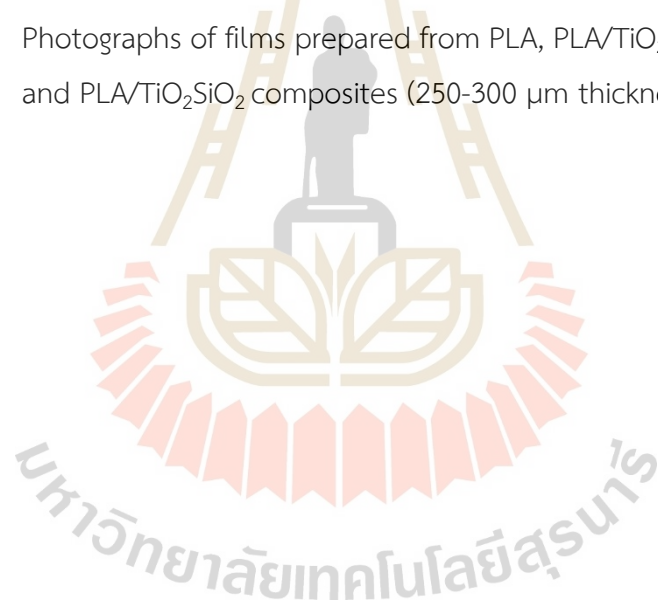 Photographs of films prepared from PLA, PLA/TiO
and PLA/TiO₂SiO₂ composites (250-300 µm
มหาวิทยาลัยเทคโนโลยีสุรนารี